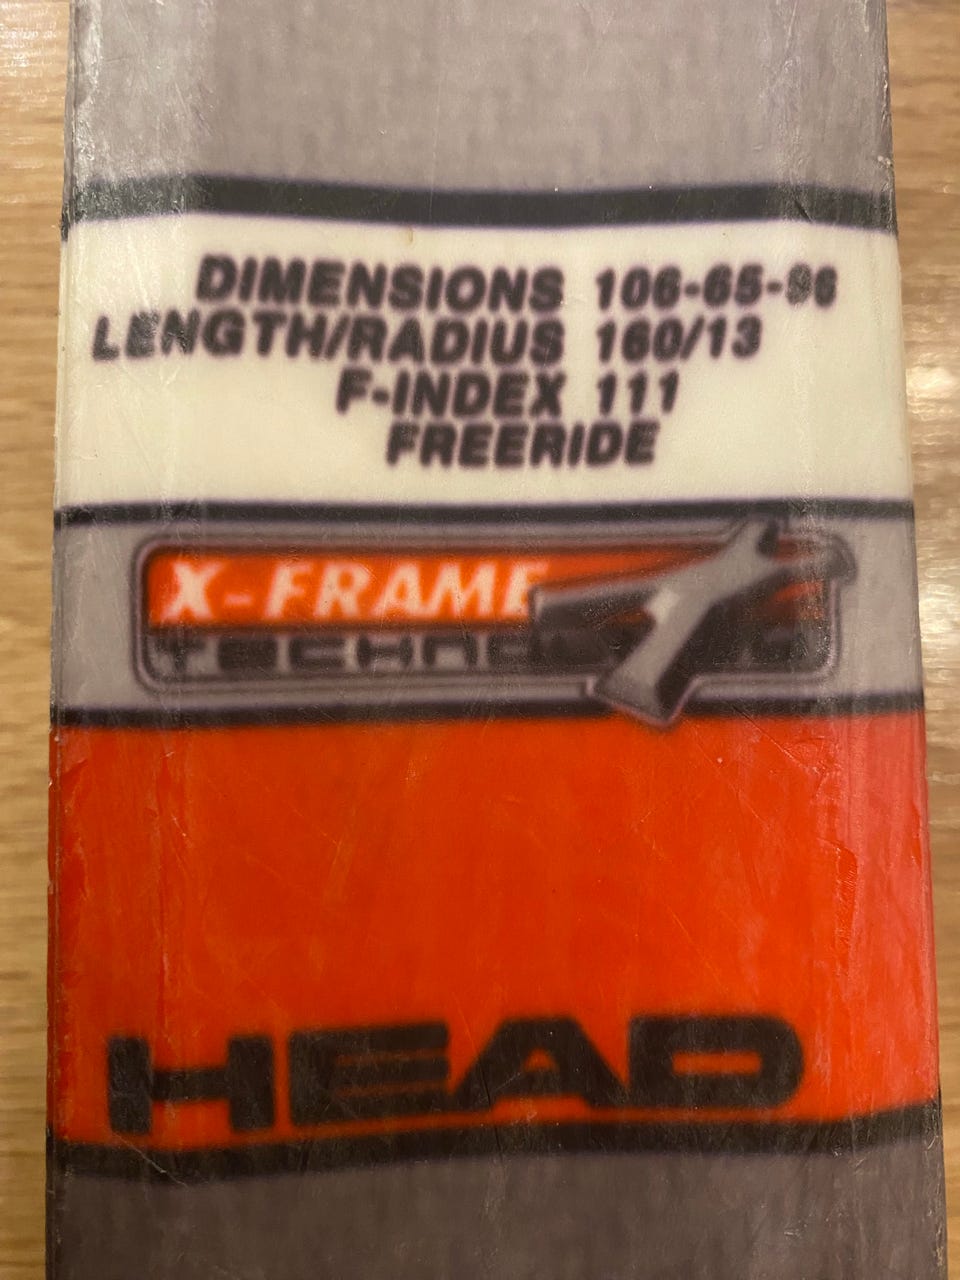 DIMENSIONS 106-65-96
LENGTH/RADIUS 160/13
F-INDEX 111
FREERIDE
X-FRAME
HEAD